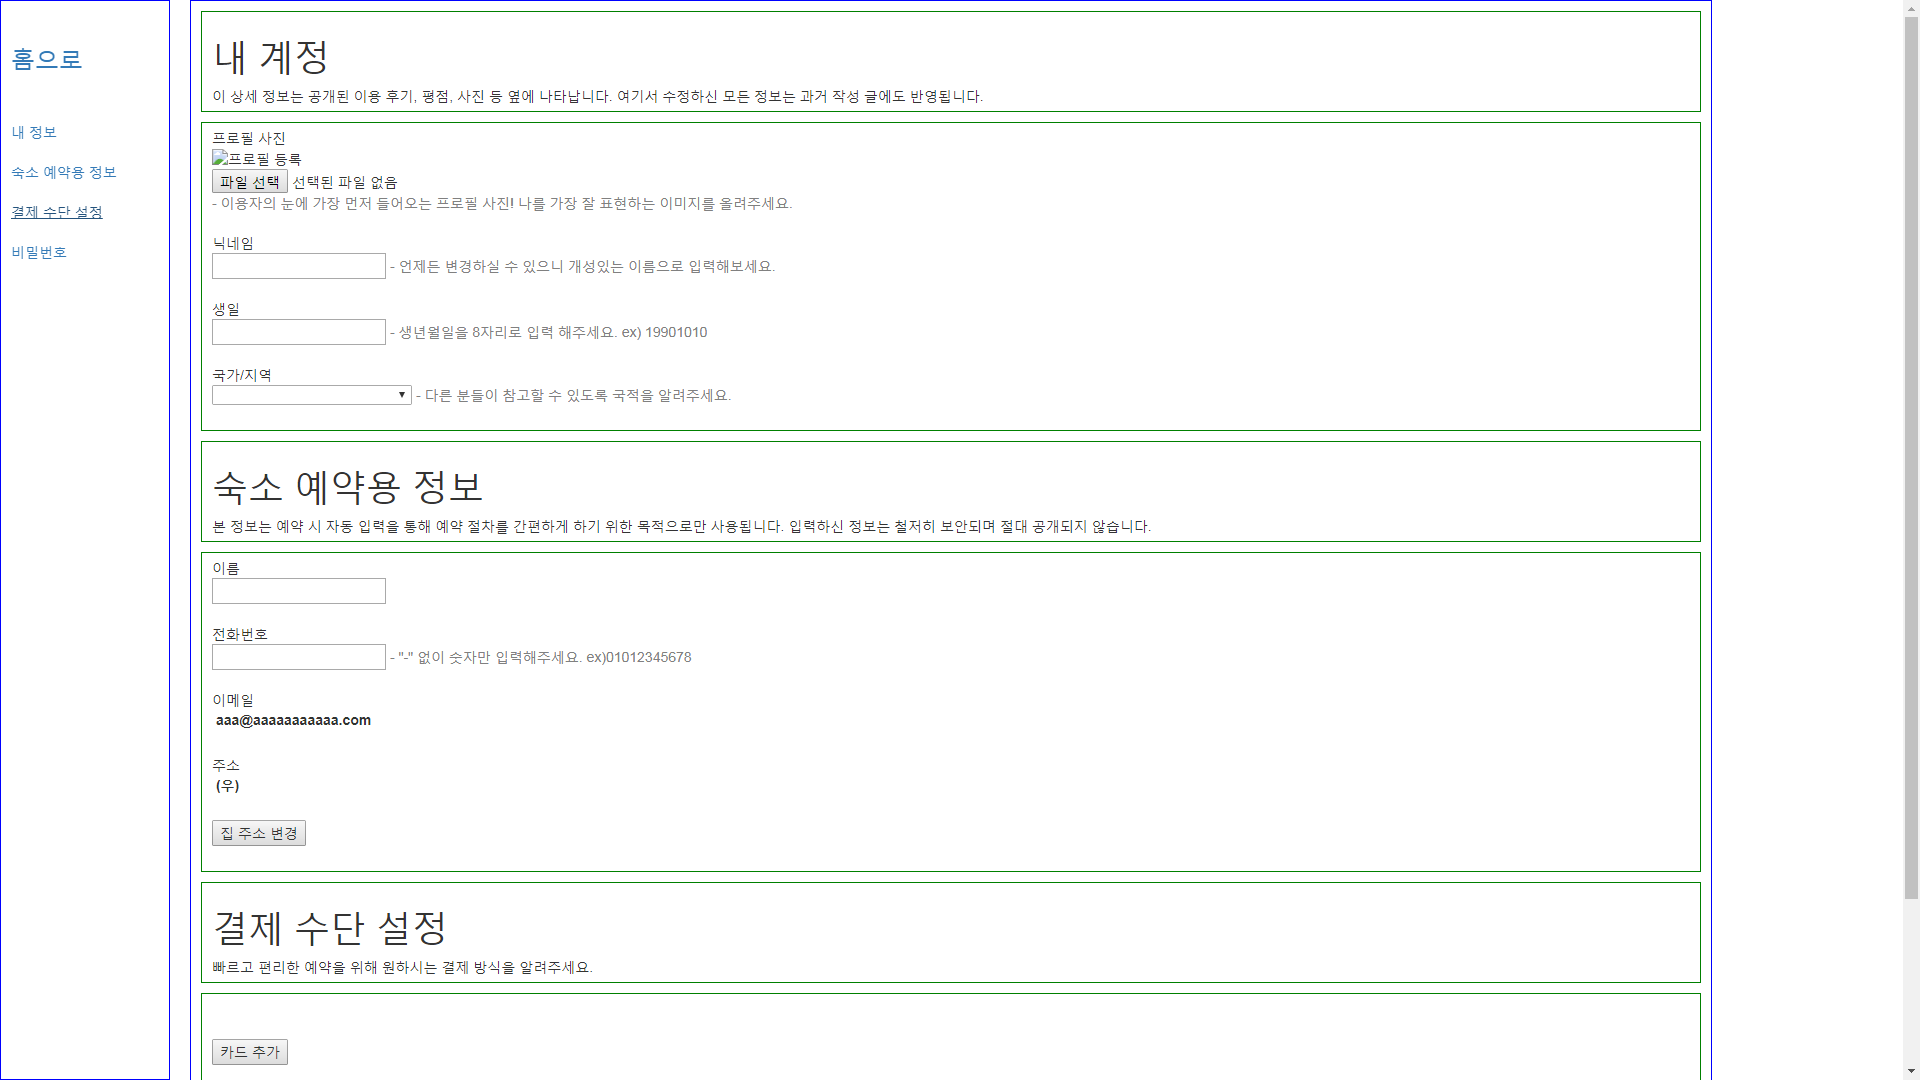 홈으로
내 정보
숙소 예약용 정보
결제 수단 설정
비밀번호
내 계정
이 상세 정보는 공개된 이용 후기, 평점, 사진 등 옆에 나타납니다. 여기서 수정하신 모든 정보는 과거 작성 글에도 반영됩니다.
프로필 사진
프로필 등록
파일 선택 선택된 파일 없음
- 이용자의 눈에 가장 먼저 들어오는 프로필 사진! 나를 가장 잘 표현하는 이미지를 올려주세요.
닉네임
- 언제든 변경하실 수 있으니 개성있는 이름으로 입력해보세요.
생일
- 생년월일을 8자리로 입력 해주세요. ex) 19901010
국가/지역
- 다른 분들이 참고할 수 있도록 국적을 알려주세요.
숙소 예약용 정보
본 정보는 예약 시 자동 입력을 통해 예약 절차를 간편하게 하기 위한 목적으로만 사용됩니다. 입력하신 정보는 철저히 보안되며 절대 공개되지 않습니다.
이름
전화번호
- "-" 없이 숫자만 입력해주세요. ex)01012345678
이메일
aaa@aaaaaaaaaaa.com
주소
(우)
집 주소 변경
결제 수단 설정
빠르고 편리한 예약을 위해 원하시는 결제 방식을 알려주세요.
카드 추가